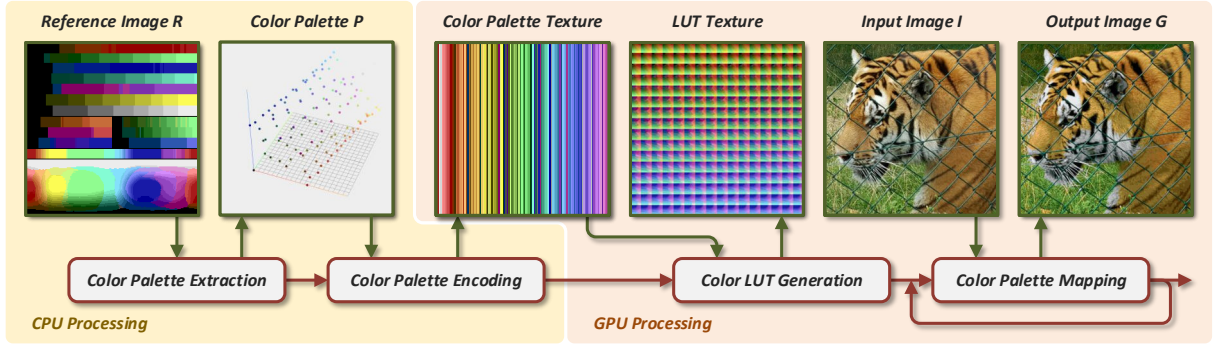 Reference Image R
Color Palette P
Color Palette Texture
LUT Texture
Input Image I
Output Image G
Color Palette Extraction
Color Palette Encoding
Color LUT Generation
Color Palette Mapping
CPU Processing
GPU Processing